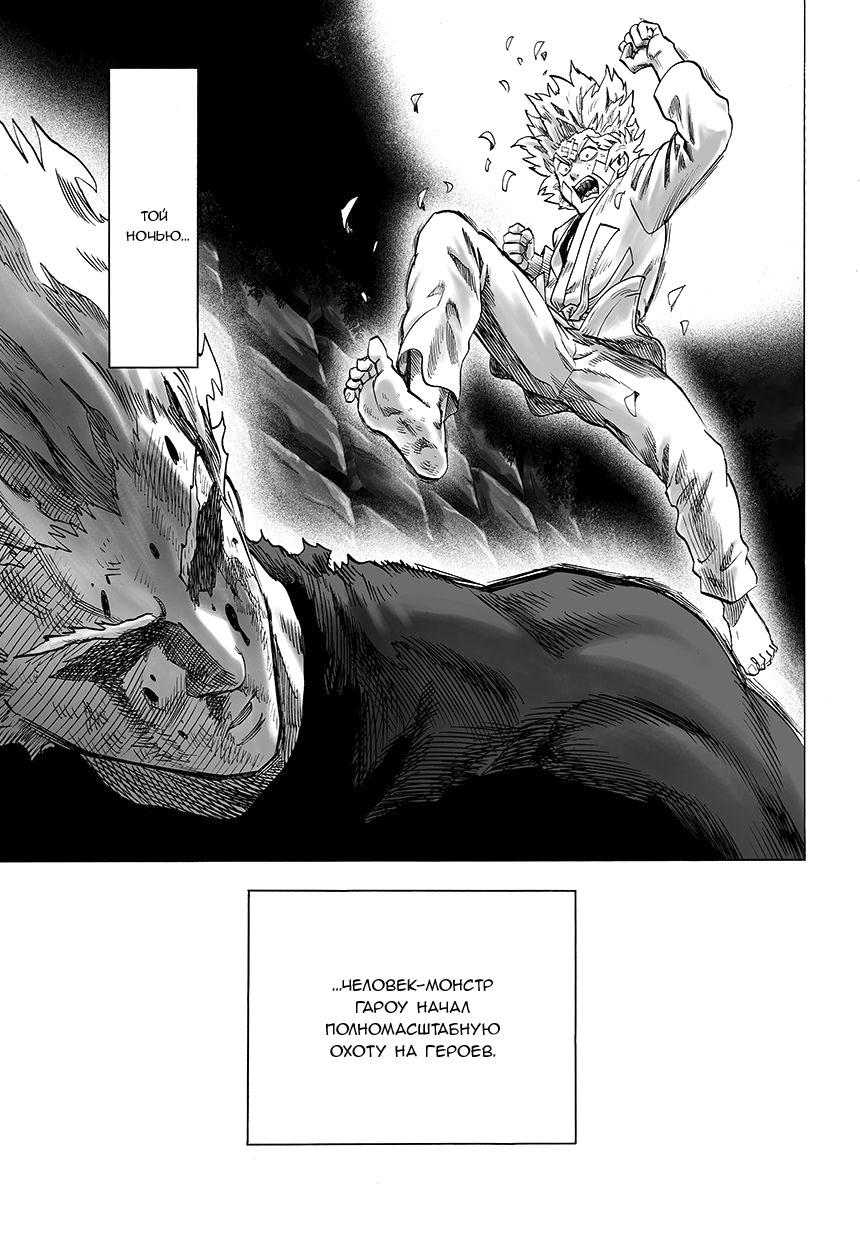 ТОЙ
НОЧЬЮ...
...ЧЕЛОВЕК-МОНСТР
ГАРОУ НАЧАЛ
ПОЛНОМАСШТАБНУЮ
ОХОТУ НА ГЕРОЕВ.